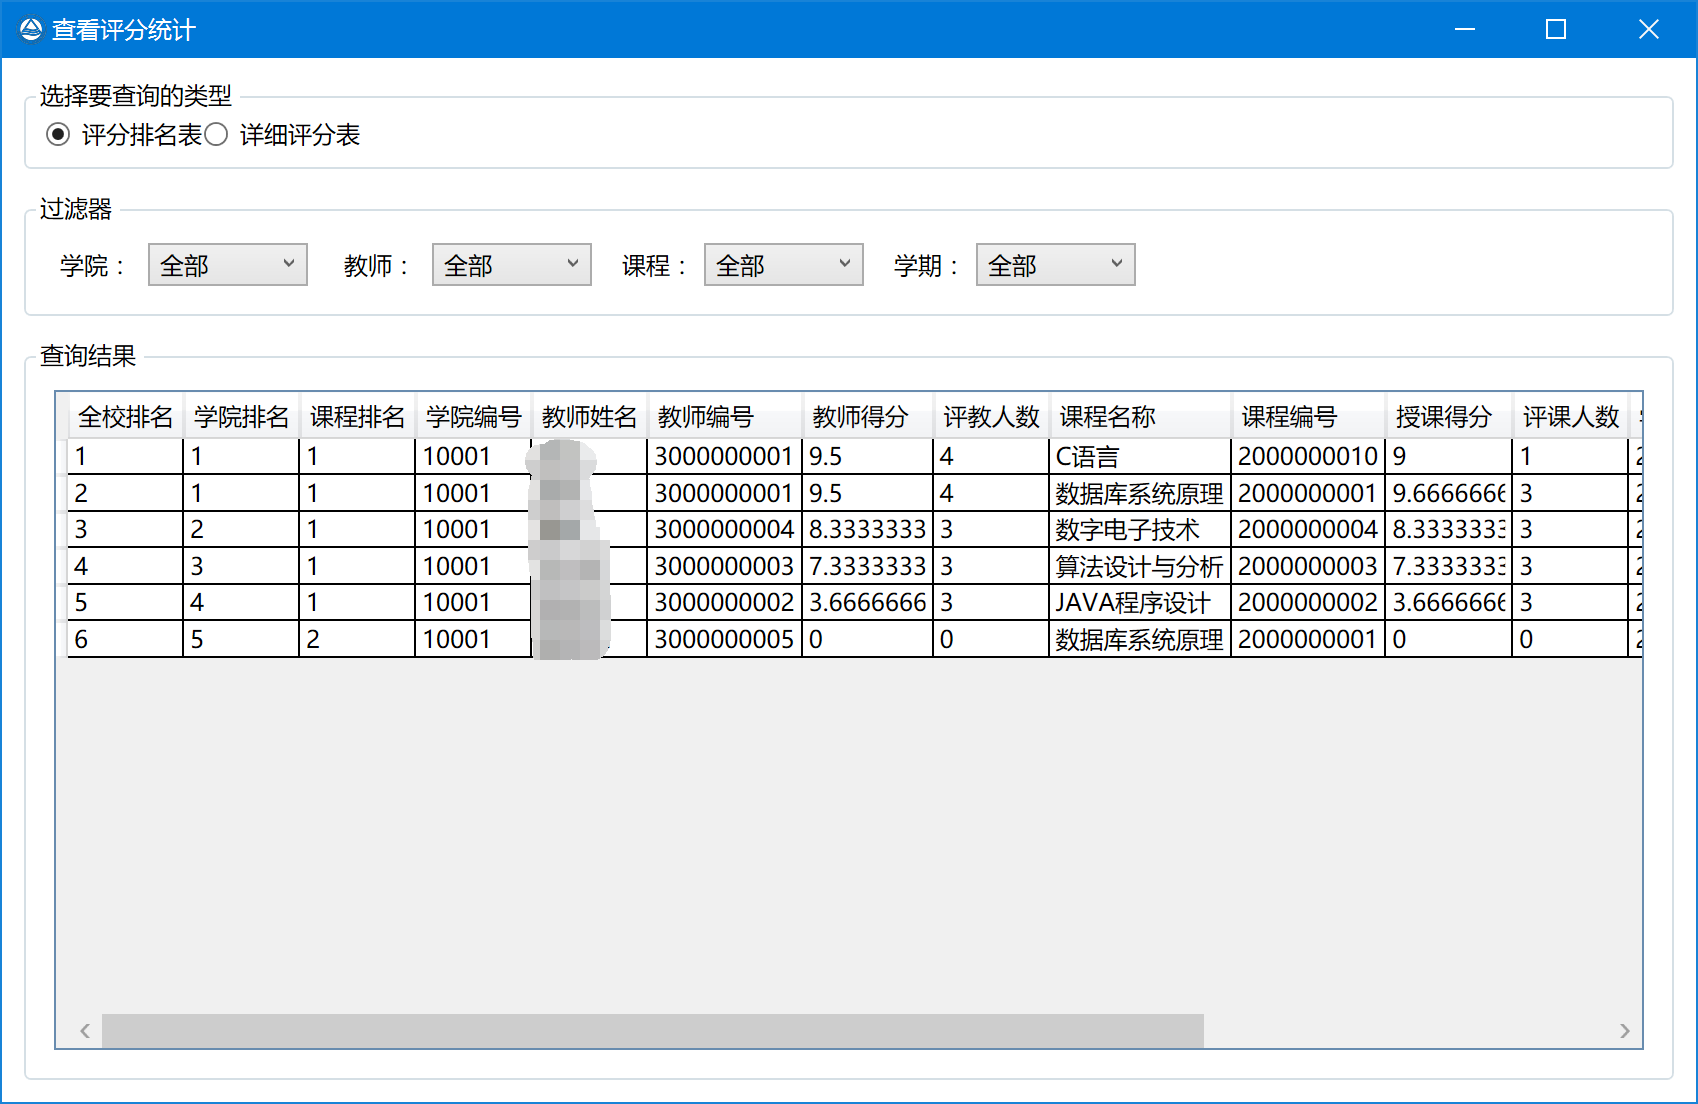 查看评分统计
选择要查询的类型
评分排名表 详细评分表
过滤器
学院： 全部 教师： 全部 课程： 全部 学期： 全部
查询结果
全校排名 学院排名 课程排名 学院编号 教师姓名 教师编号 教师得分 评教人数 课程名称 课程编号 授课得分 评课人数
1 1 1 10001 3000000001 9.5 4 C语言 2000000010 9 1
2 1 1 10001 3000000001 9.5 4 数据库系统原理 2000000001 9.6666666 3
3 2 1 10001 3000000004 8.3333333 3 数字电子技术 2000000004 8.3333333 3
4 3 1 10001 3000000003 7.3333333 3 算法设计与分析 2000000003 7.3333333 3
5 4 1 10001 3000000002 3.6666666 3 JAVA程序设计 2000000002 3.6666666 3
6 5 2 10001 3000000005 0 0 数据库系统原理 2000000001 0 0